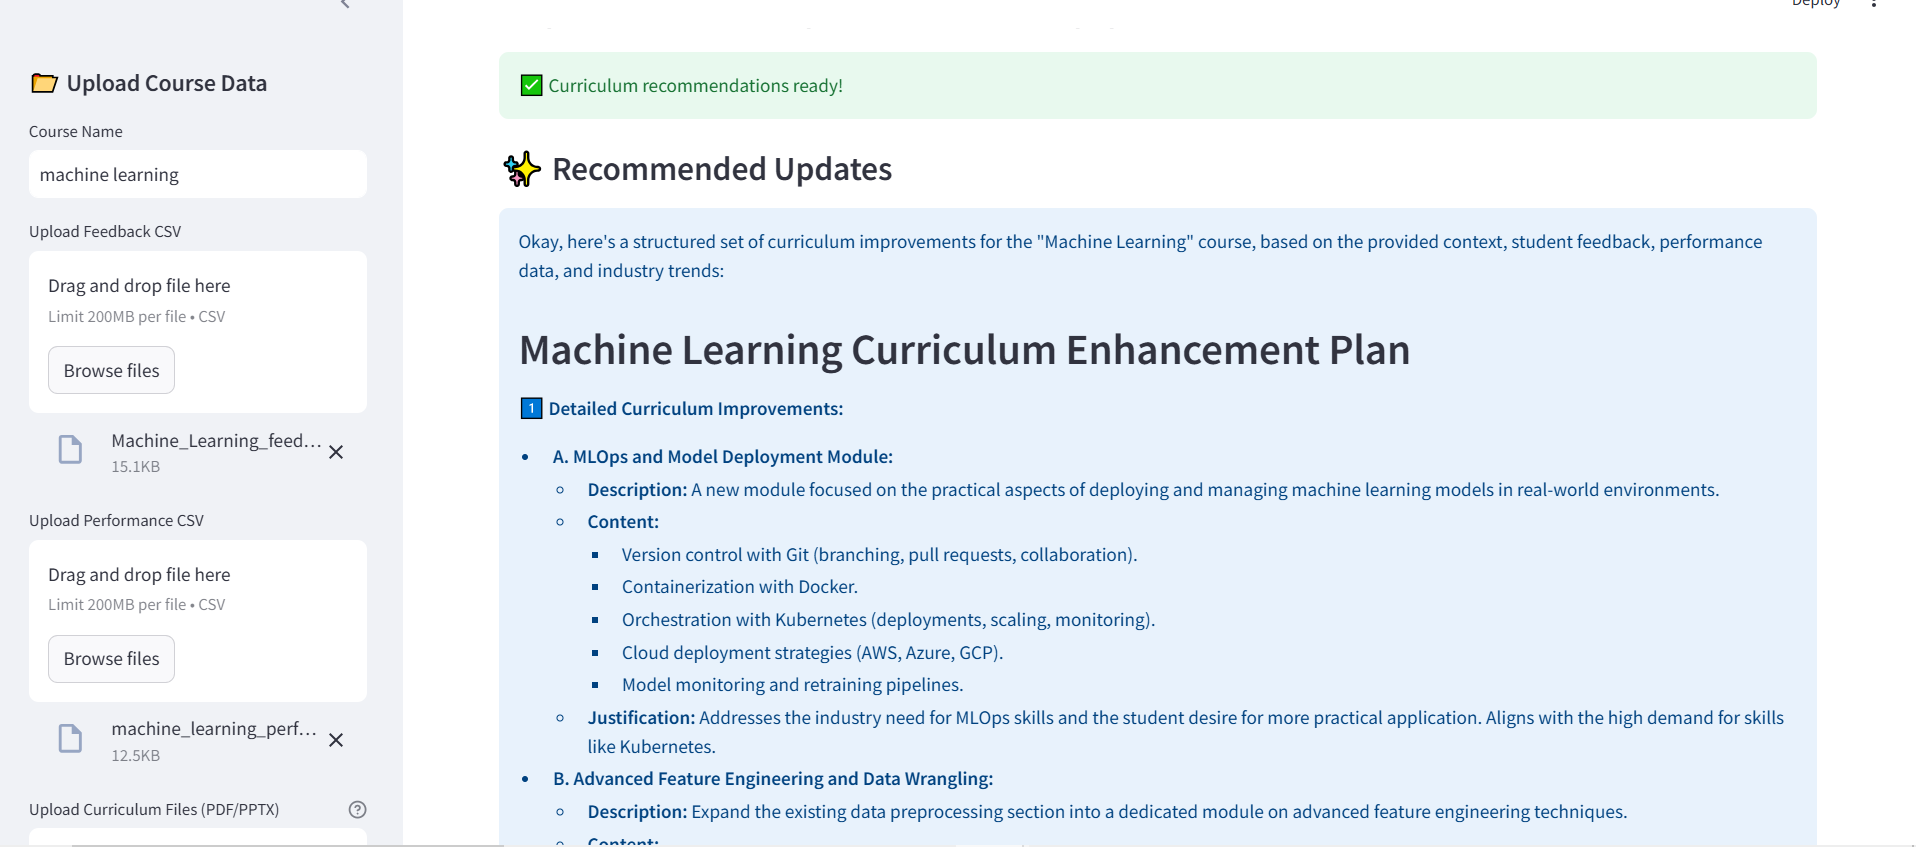 Deploy
Upload Course Data
Course Name
machine learning
Upload Feedback CSV
Drag and drop file here
Limit 200MB per file • CSV
Browse files
Machine_Learning_feed...
15.1KB
Upload Performance CSV
Drag and drop file here
Limit 200MB per file • CSV
Browse files
machine_learning_perf...
12.5KB
Upload Curriculum Files (PDF/PPTX)
Curriculum recommendations ready!
Recommended Updates
Okay, here's a structured set of curriculum improvements for the "Machine Learning" course, based on the provided context, student feedback, performance
data, and industry trends:
Machine Learning Curriculum Enhancement Plan
1 Detailed Curriculum Improvements:
• A. MLOps and Model Deployment Module:
◦ Description: A new module focused on the practical aspects of deploying and managing machine learning models in real-world environments.
◦ Content:
▪ Version control with Git (branching, pull requests, collaboration).
▪ Containerization with Docker.
▪ Orchestration with Kubernetes (deployments, scaling, monitoring).
▪ Cloud deployment strategies (AWS, Azure, GCP).
▪ Model monitoring and retraining pipelines.
◦ Justification: Addresses the industry need for MLOps skills and the student desire for more practical application. Aligns with the high demand for skills
like Kubernetes.
• B. Advanced Feature Engineering and Data Wrangling:
◦ Description: Expand the existing data preprocessing section into a dedicated module on advanced feature engineering techniques.
◦ Content: